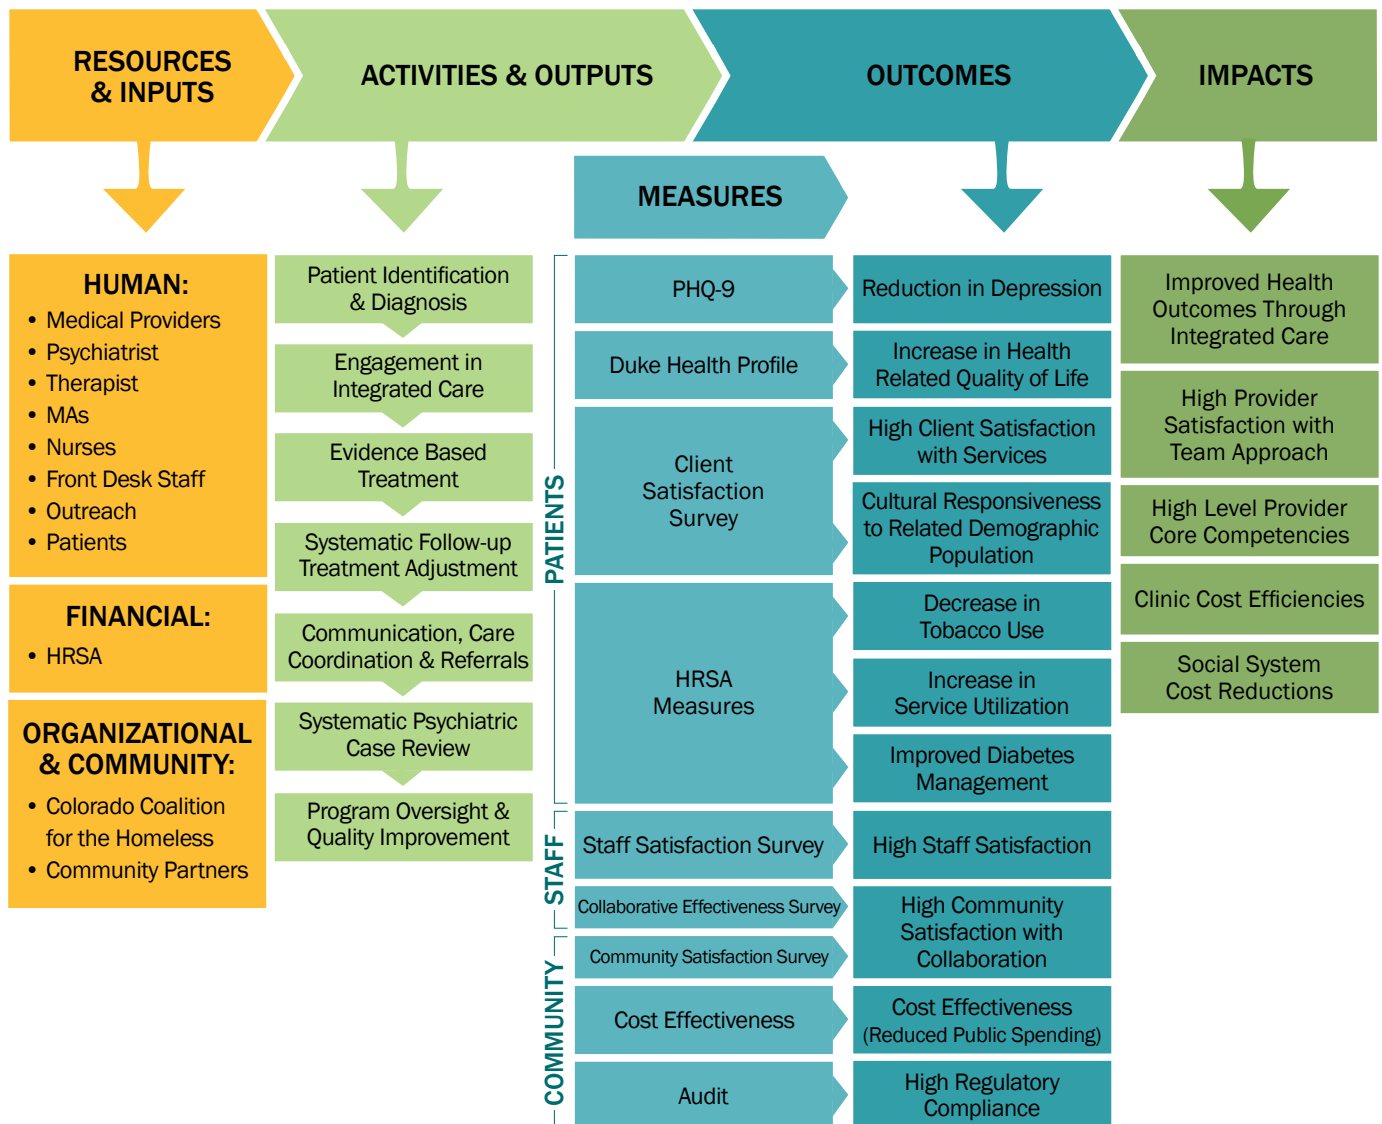 RESOURCES
& INPUTS
ACTIVITIES & OUTPUTS
OUTCOMES
IMPACTS
MEASURES
HUMAN:
• Medical Providers
• Psychiatrist
• Therapist
• MAs
• Nurses
• Front Desk Staff
• Outreach
• Patients
FINANCIAL:
• HRSA
ORGANIZATIONAL
& COMMUNITY:
• Colorado Coalition
for the Homeless
• Community Partners
Patient Identification
& Diagnosis
Engagement in
Integrated Care
Evidence Based
Treatment
Systematic Follow-up
Treatment Adjustment
Communication, Care
Coordination & Referrals
Systematic Psychiatric
Case Review
Program Oversight &
Quality Improvement
PATIENTS
STAFF
COMMUNITY
PHQ-9
Duke Health Profile
Client
Satisfaction
Survey
HRSA
Measures
Staff Satisfaction Survey
Collaborative Effectiveness Survey
Community Satisfaction Survey
Cost Effectiveness
Audit
Reduction in Depression
Increase in Health
Related Quality of Life
High Client Satisfaction
with Services
Cultural Responsiveness
to Related Demographic
Population
Decrease in
Tobacco Use
Increase in
Service Utilization
Improved Diabetes
Management
High Staff Satisfaction
High Community
Satisfaction with
Collaboration
Cost Effectiveness
(Reduced Public Spending)
High Regulatory
Compliance
Improved Health
Outcomes Through
Integrated Care
High Provider
Satisfaction with
Team Approach
High Level Provider
Core Competencies
Clinic Cost Efficiencies
Social System
Cost Reductions